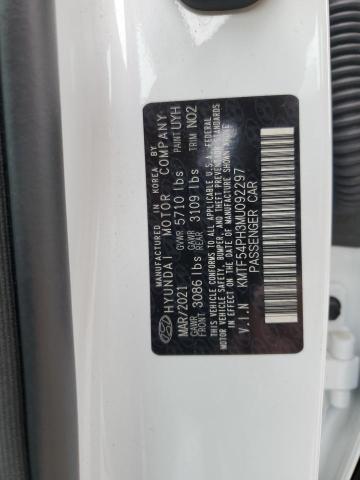 MANUFACTURED IN KOREA BY
HYUNDAI MOTOR COMPANY
MAR/2021 GVWR 5710 lbs PAINT UYH
GAWR FRONT 3086 lbs GAWR REAR 3109 lbs TRIM NO2
THIS VEHICLE CONFORMS TO ALL APPLICABLE U.S.A FEDERAL
MOTOR VEHICLE SAFETY, BUMPER, AND THEFT PREVENTION STANDARDS
IN EFFECT ON THE DATE OF MANUFACTURE SHOWN ABOVE.
V.I.N KMTF54PH3MU092297
PASSENGER CAR